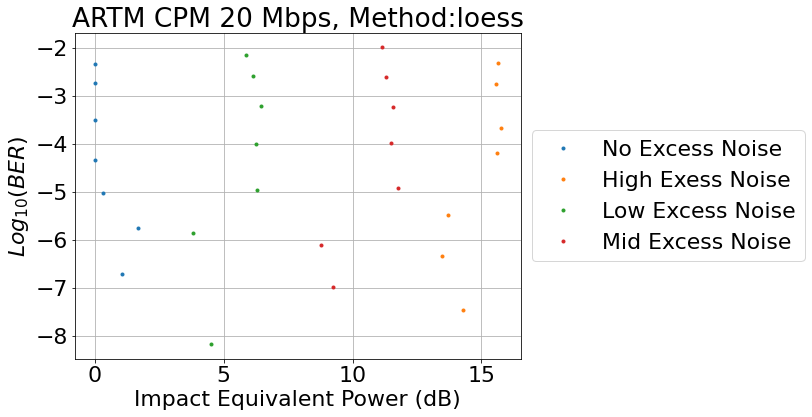 ARTM CPM 20 Mbps, Method:loess
−2
−3
−4
−5
−6
−7
−8
Log₁₀(BER)
0 5 10 15
Impact Equivalent Power (dB)
No Excess Noise
High Exess Noise
Low Excess Noise
Mid Excess Noise